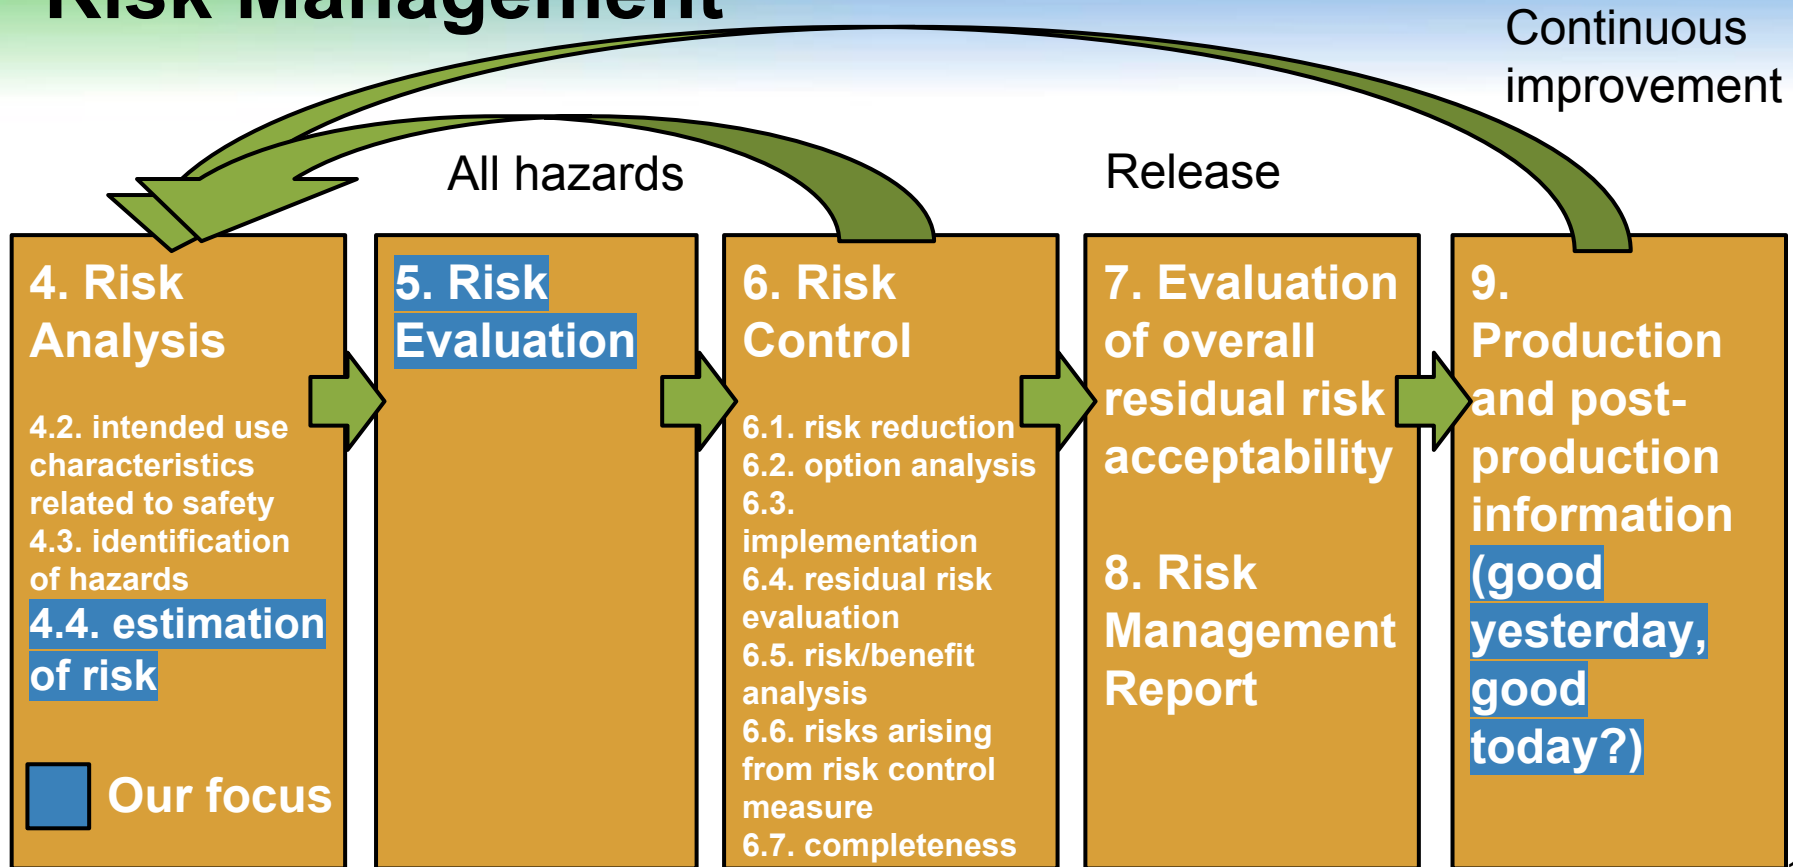 Risk Management
Continuous
improvement
All hazards
Release
4. Risk
Analysis
4.2. intended use
characteristics
related to safety
4.3. identification
of hazards
4.4. estimation
of risk
Our focus
5. Risk
Evaluation
6. Risk
Control
6.1. risk reduction
6.2. option analysis
6.3.
implementation
6.4. residual risk
evaluation
6.5. risk/benefit
analysis
6.6. risks arising
from risk control
measure
6.7. completeness
7. Evaluation
of overall
residual risk
acceptability
8. Risk
Management
Report
9.
Production
and post-
production
information
(good
yesterday,
good
today?)